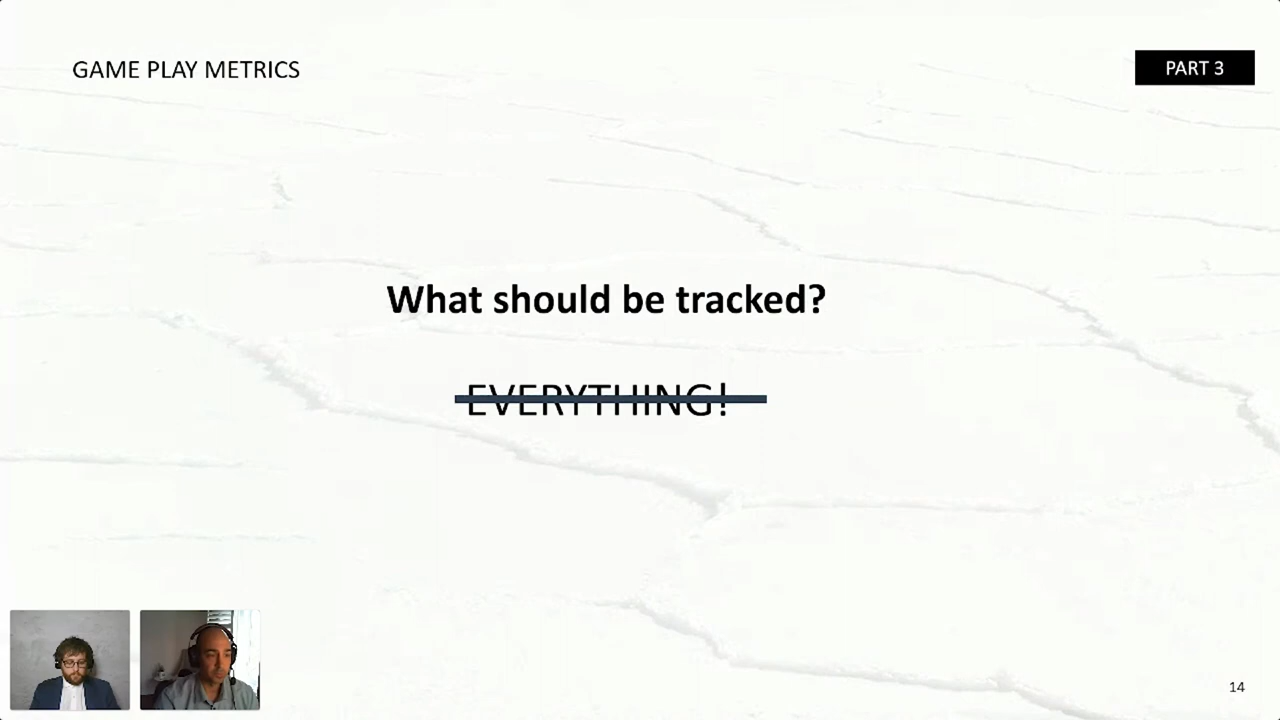 GAME PLAY METRICS
PART 3
What should be tracked?
EVERYTHING!
14